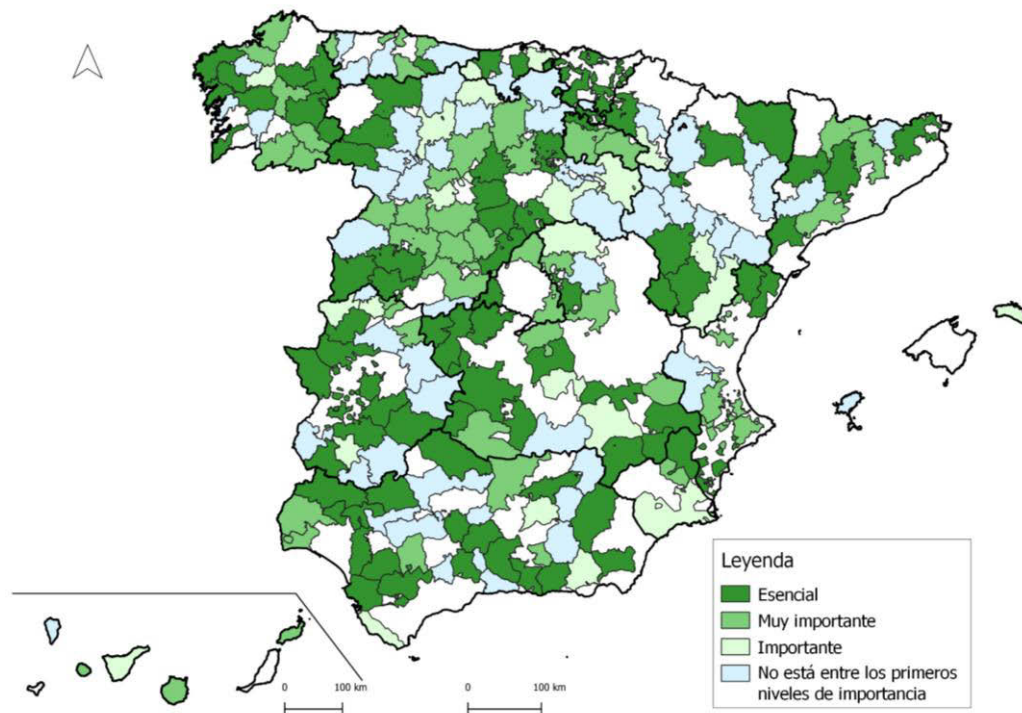 Leyenda
Esencial
Muy importante
Importante
No está entre los primeros
niveles de importancia
0 100 km
0 100 km